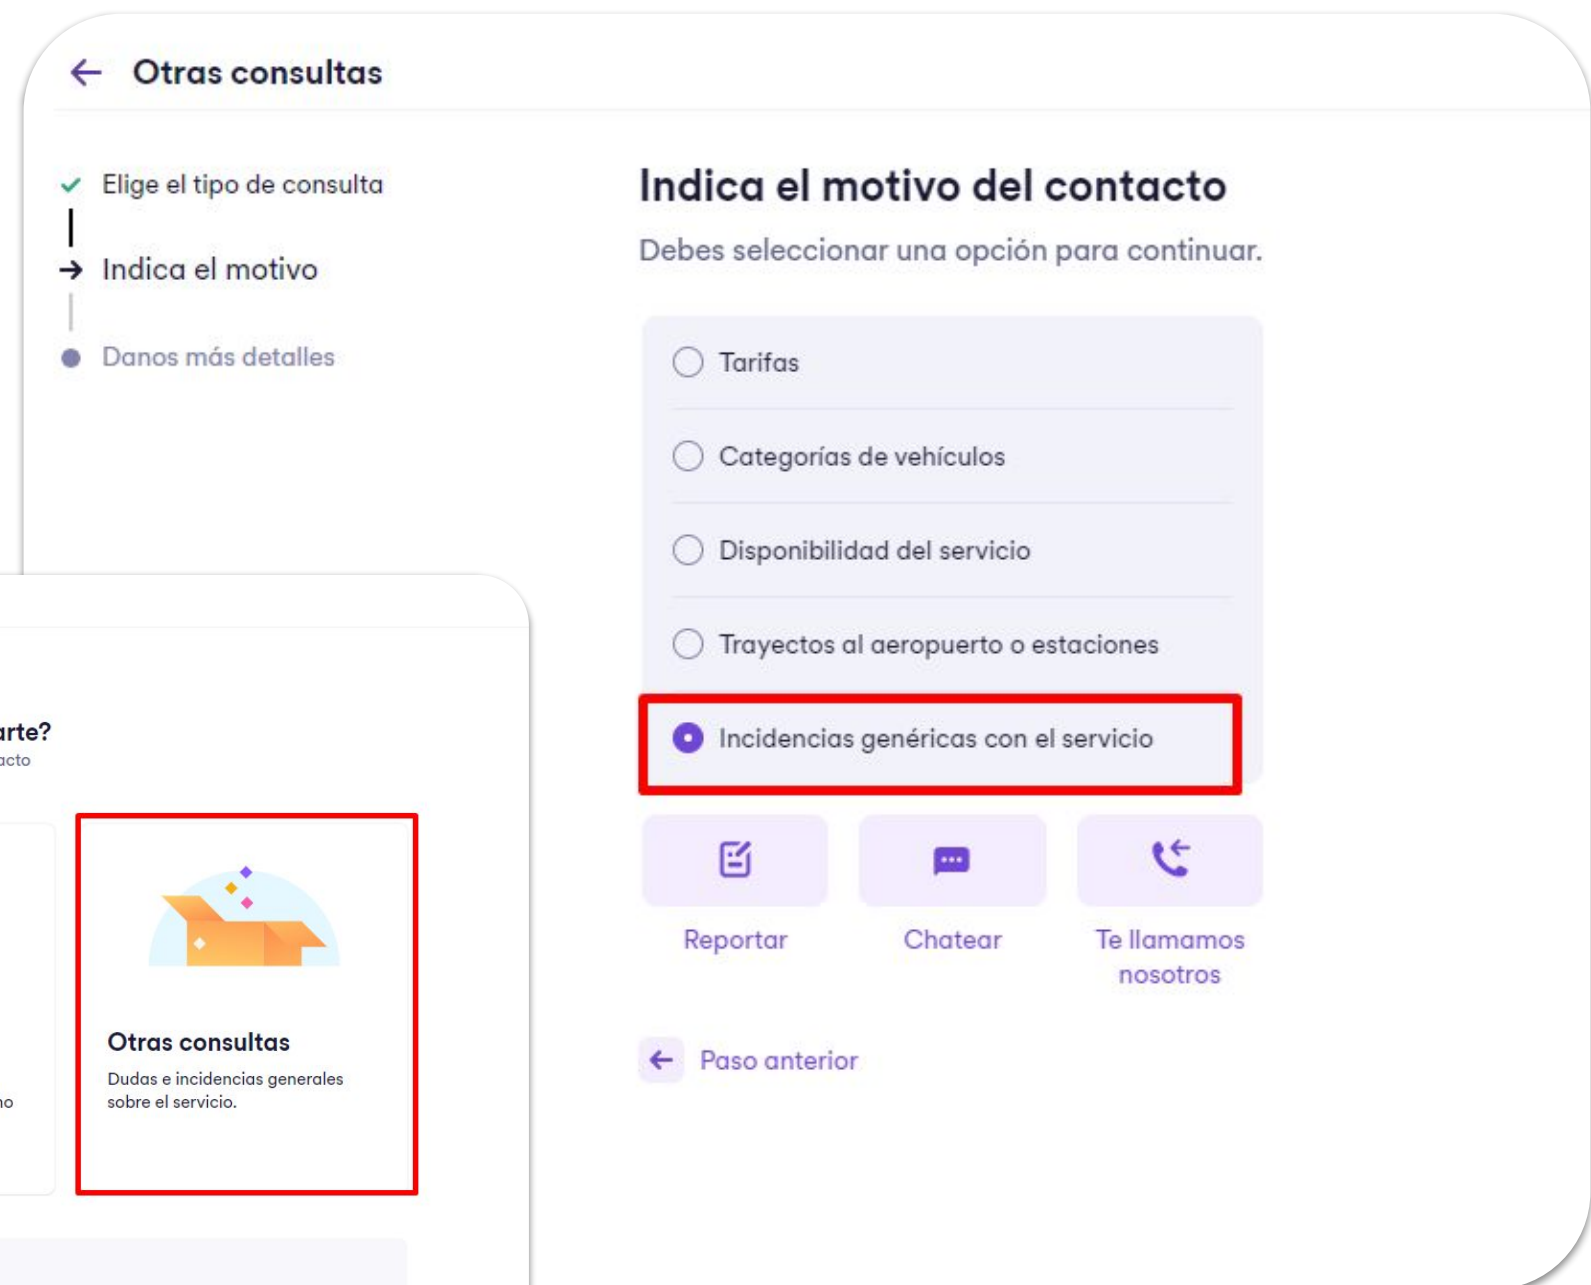 Otras consultas
Elige el tipo de consulta
Indica el motivo
Danos más detalles
Indica el motivo del contacto
Debes seleccionar una opción para continuar.
Tarifas
Categorías de vehículos
Disponibilidad del servicio
Trayectos al aeropuerto o estaciones
Incidencias genéricas con el servicio
Reportar
Chatear
Te llamamos
nosotros
Paso anterior
arte?
acto
Otras consultas
Dudas e incidencias generales
sobre el servicio.